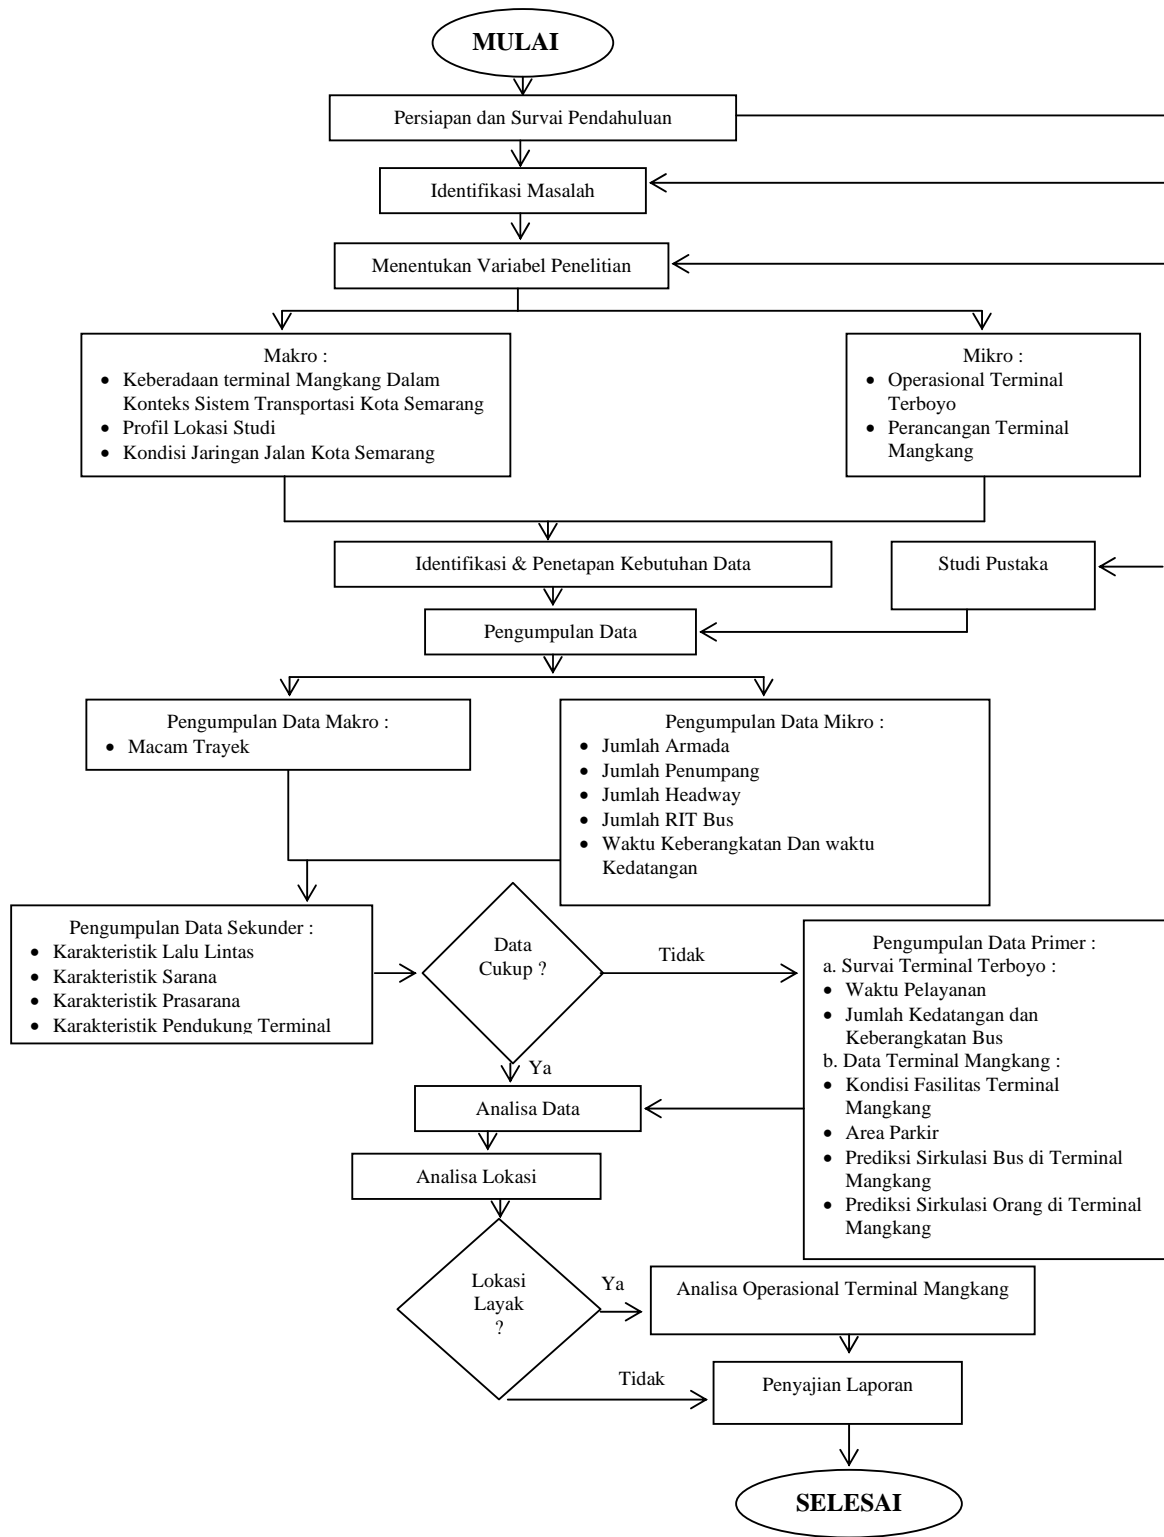 MULAI
Persiapan dan Survai Pendahuluan
Identifikasi Masalah
Menentukan Variabel Penelitian
Makro :
• Keberadaan terminal Mangkang Dalam
Konteks Sistem Transportasi Kota Semarang
• Profil Lokasi Studi
• Kondisi Jaringan Jalan Kota Semarang
Mikro :
• Operasional Terminal
Terboyo
• Perancangan Terminal
Mangkang
Identifikasi & Penetapan Kebutuhan Data
Studi Pustaka
Pengumpulan Data
Pengumpulan Data Makro :
• Macam Trayek
Pengumpulan Data Mikro :
• Jumlah Armada
• Jumlah Penumpang
• Jumlah Headway
• Jumlah RIT Bus
• Waktu Keberangkatan Dan waktu
Kedatangan
Pengumpulan Data Sekunder :
• Karakteristik Lalu Lintas
• Karakteristik Sarana
• Karakteristik Prasarana
• Karakteristik Pendukung Terminal
Data
Cukup ?
Tidak
Ya
Pengumpulan Data Primer :
a. Survai Terminal Terboyo :
• Waktu Pelayanan
• Jumlah Kedatangan dan
Keberangkatan Bus
b. Data Terminal Mangkang :
• Kondisi Fasilitas Terminal
Mangkang
• Area Parkir
• Prediksi Sirkulasi Bus di Terminal
Mangkang
• Prediksi Sirkulasi Orang di Terminal
Mangkang
Analisa Data
Analisa Lokasi
Lokasi
Layak
?
Ya
Analisa Operasional Terminal Mangkang
Tidak
Penyajian Laporan
SELESAI